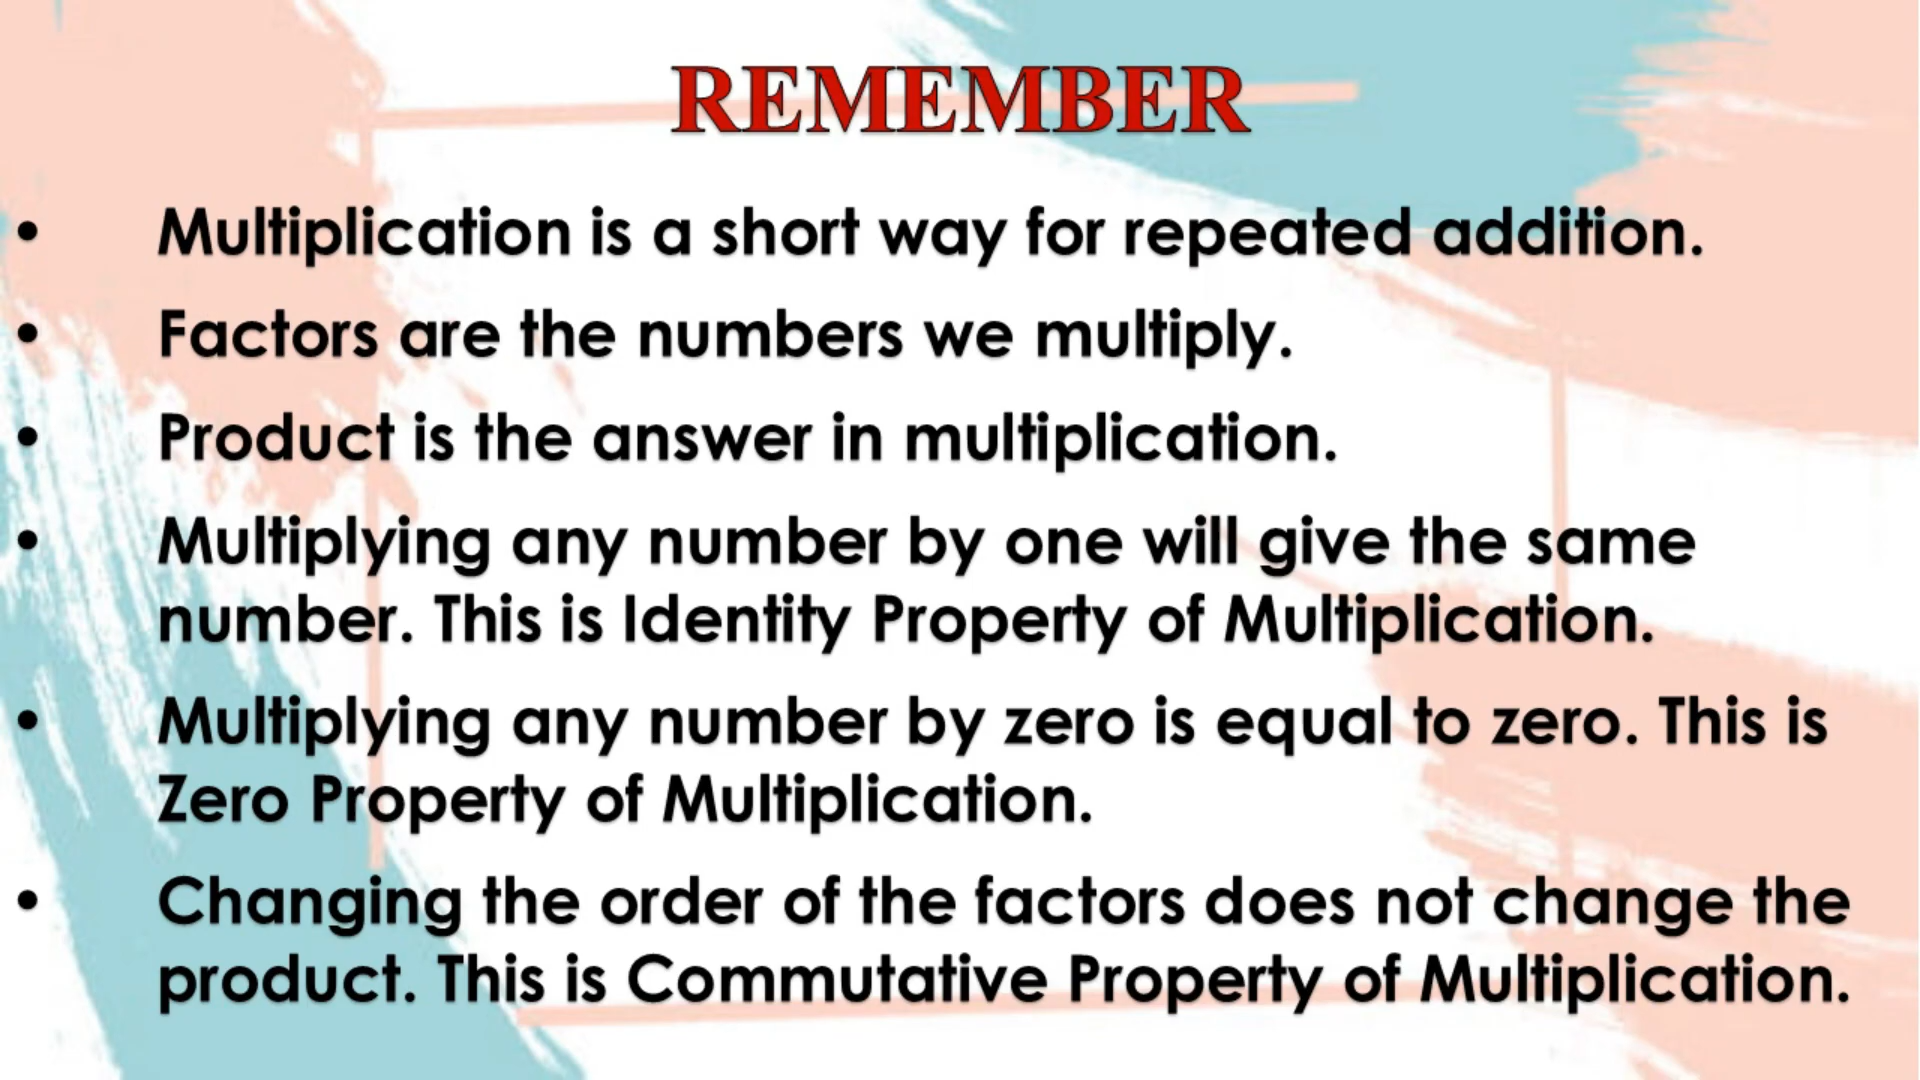 REMEMBER
• Multiplication is a short way for repeated addition.
• Factors are the numbers we multiply.
• Product is the answer in multiplication.
• Multiplying any number by one will give the same
number. This is Identity Property of Multiplication.
• Multiplying any number by zero is equal to zero. This is
Zero Property of Multiplication.
• Changing the order of the factors does not change the
product. This is Commutative Property of Multiplication.